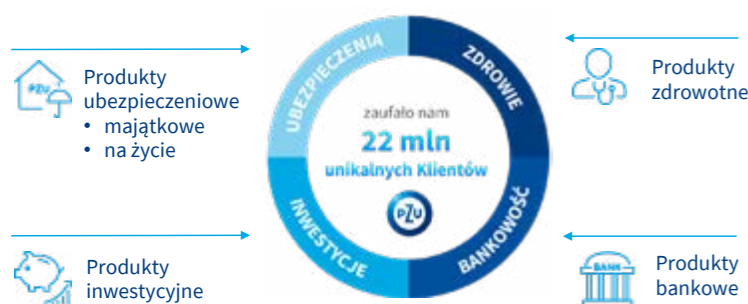 Produkty
ubezpieczeniowe
• majątkowe
• na życie
PZU
UBEZPIECZENIA
ZDROWIE
zaufało nam
22 mln
unikalnych Klientów
PZU
INWESTYCJE
BANKOWOŚĆ
Produkty
zdrowotne
Produkty
inwestycyjne
BANK
Produkty
bankowe